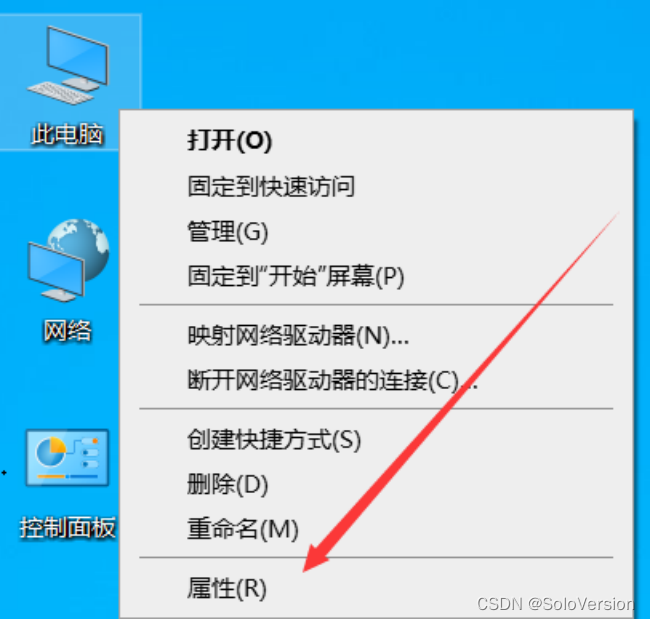 此电脑
打开(O)
固定到快速访问
管理(G)
固定到“开始”屏幕(P)
网络
映射网络驱动器(N)...
断开网络驱动器的连接(C)...
创建快捷方式(S)
删除(D)
控制面板
重命名(M)
属性(R)
CSDN @SoloVersion